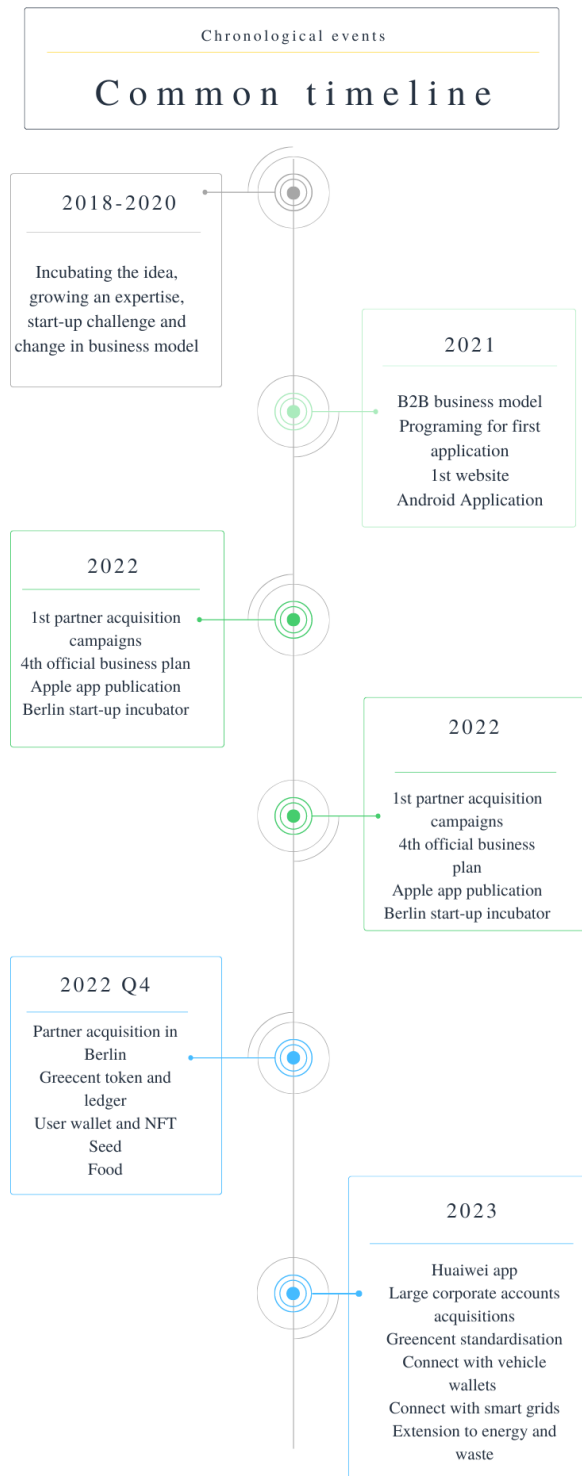 Chronological events
Common timeline
2018-2020
Incubating the idea,
growing an expertise,
start-up challenge and
change in business model
2021
B2B business model
Programing for first
application
1st website
Android Application
2022
1st partner acquisition
campaigns
4th official business plan
Apple app publication
Berlin start-up incubator
2022
1st partner acquisition
campaigns
4th official business
plan
Apple app publication
Berlin start-up incubator
2022 Q4
Partner acquisition in
Berlin
Greecent token and
ledger
User wallet and NFT
Seed
Food
2023
Huaiwei app
Large corporate accounts
acquisitions
Greencent standardisation
Connect with vehicle
wallets
Connect with smart grids
Extension to energy and
waste